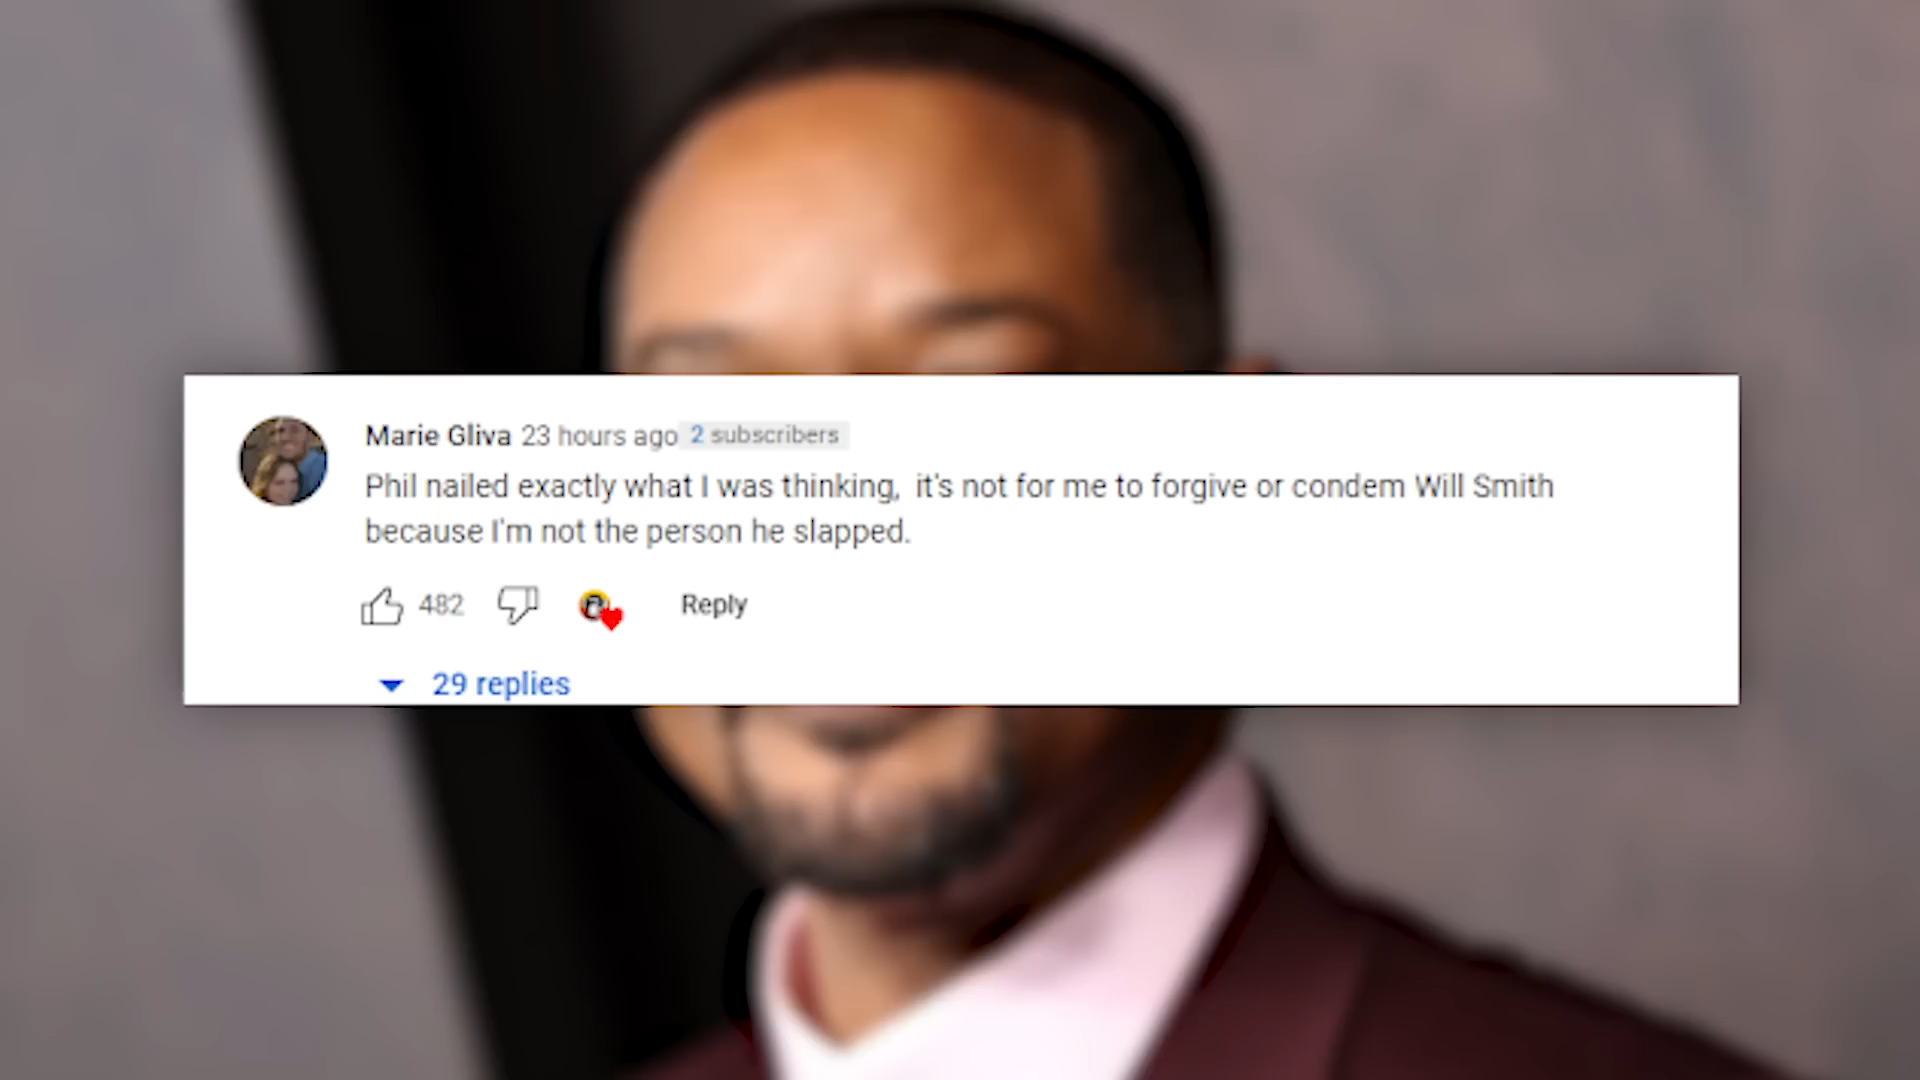 Marie Gliva 23 hours ago 2 subscribers
Phil nailed exactly what I was thinking,  it's not for me to forgive or condem Will Smith
because I'm not the person he slapped.
482 Reply
29 replies